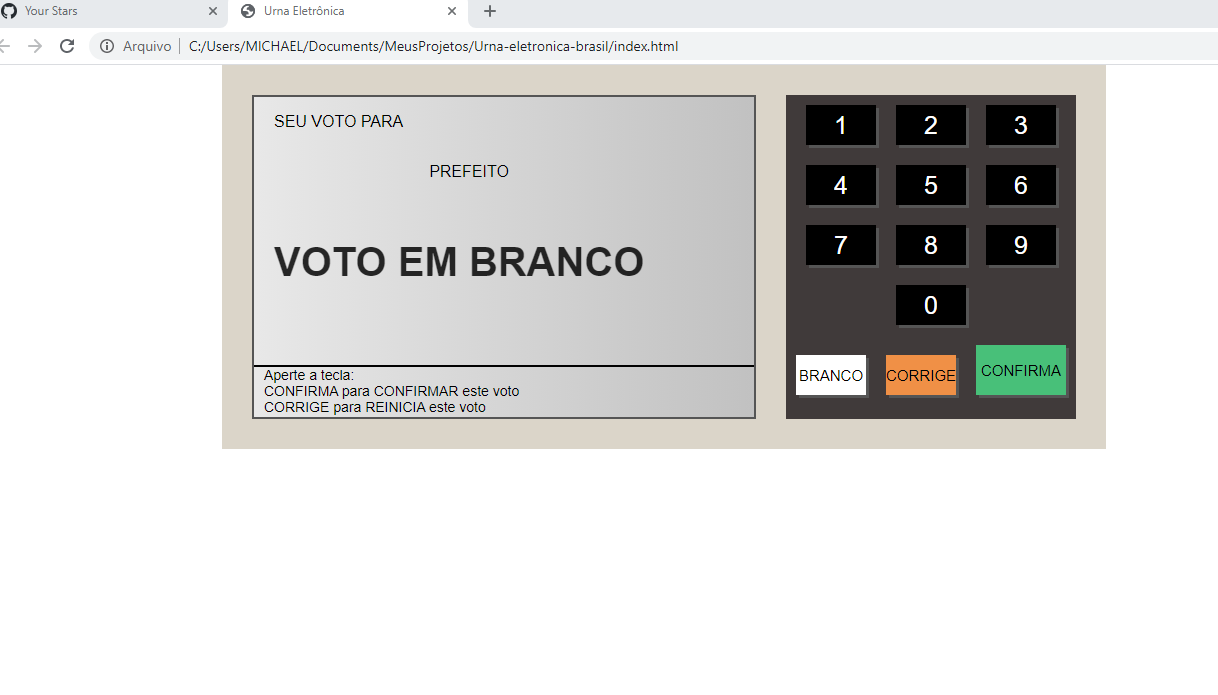 Your Stars
Urna Eletrônica
Arquivo C:/Users/MICHAEL/Documents/MeusProjetos/Urna-eletronica-brasil/index.html
SEU VOTO PARA
PREFEITO
VOTO EM BRANCO
Aperte a tecla:
CONFIRMA para CONFIRMAR este voto
CORRIGE para REINICIA este voto
1 2 3
4 5 6
7 8 9
0
BRANCO CORRIGE CONFIRMA